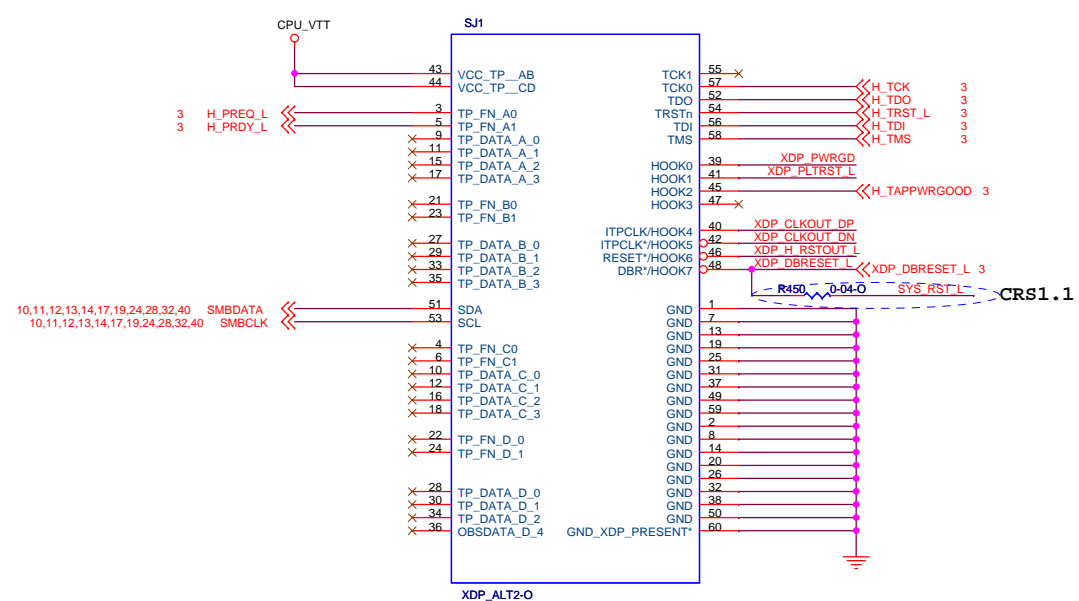 CPU_VTT
SJ1
43 VCC_TP__AB
44 VCC_TP__CD
3 H_PREQ_L 3 TP_FN_A0
3 H_PRDY_L 5 TP_FN_A1
9 TP_DATA_A_0
11 TP_DATA_A_1
15 TP_DATA_A_2
17 TP_DATA_A_3
21 TP_FN_B0
23 TP_FN_B1
27 TP_DATA_B_0
29 TP_DATA_B_1
33 TP_DATA_B_2
35 TP_DATA_B_3
10,11,12,13,14,17,19,24,28,32,40 SMBDATA 51 SDA
10,11,12,13,14,17,19,24,28,32,40 SMBCLK 53 SCL
4 TP_FN_C0
6 TP_FN_C1
10 TP_DATA_C_0
12 TP_DATA_C_1
16 TP_DATA_C_2
18 TP_DATA_C_3
22 TP_FN_D_0
24 TP_FN_D_1
28 TP_DATA_D_0
30 TP_DATA_D_1
34 TP_DATA_D_2
36 OBSDATA_D_4
TCK1 55
TCK0 57 H_TCK 3
TDO 52 H_TDO 3
TRSTn 54 H_TRST_L 3
TDI 56 H_TDI 3
TMS 58 H_TMS 3
HOOK0 39 XDP_PWRGD
HOOK1 41 XDP_PLTRST_L
HOOK2 45 H_TAPPWRGOOD 3
HOOK3 47
ITPCLK/HOOK4 40 XDP_CLKOUT_DP
ITPCLK*/HOOK5 42 XDP_CLKOUT_DN
RESET*/HOOK6 46 XDP_H_RSTOUT_L
DBR*/HOOK7 48 XDP_DBRESET_L XDP_DBRESET_L 3
R450 0-04-O SYS_RST_L CRS1.1
GND 1
GND 7
GND 13
GND 19
GND 25
GND 31
GND 37
GND 49
GND 59
GND 2
GND 8
GND 14
GND 20
GND 26
GND 32
GND 38
GND 50
GND_XDP_PRESENT* 60
XDP_ALT2-O